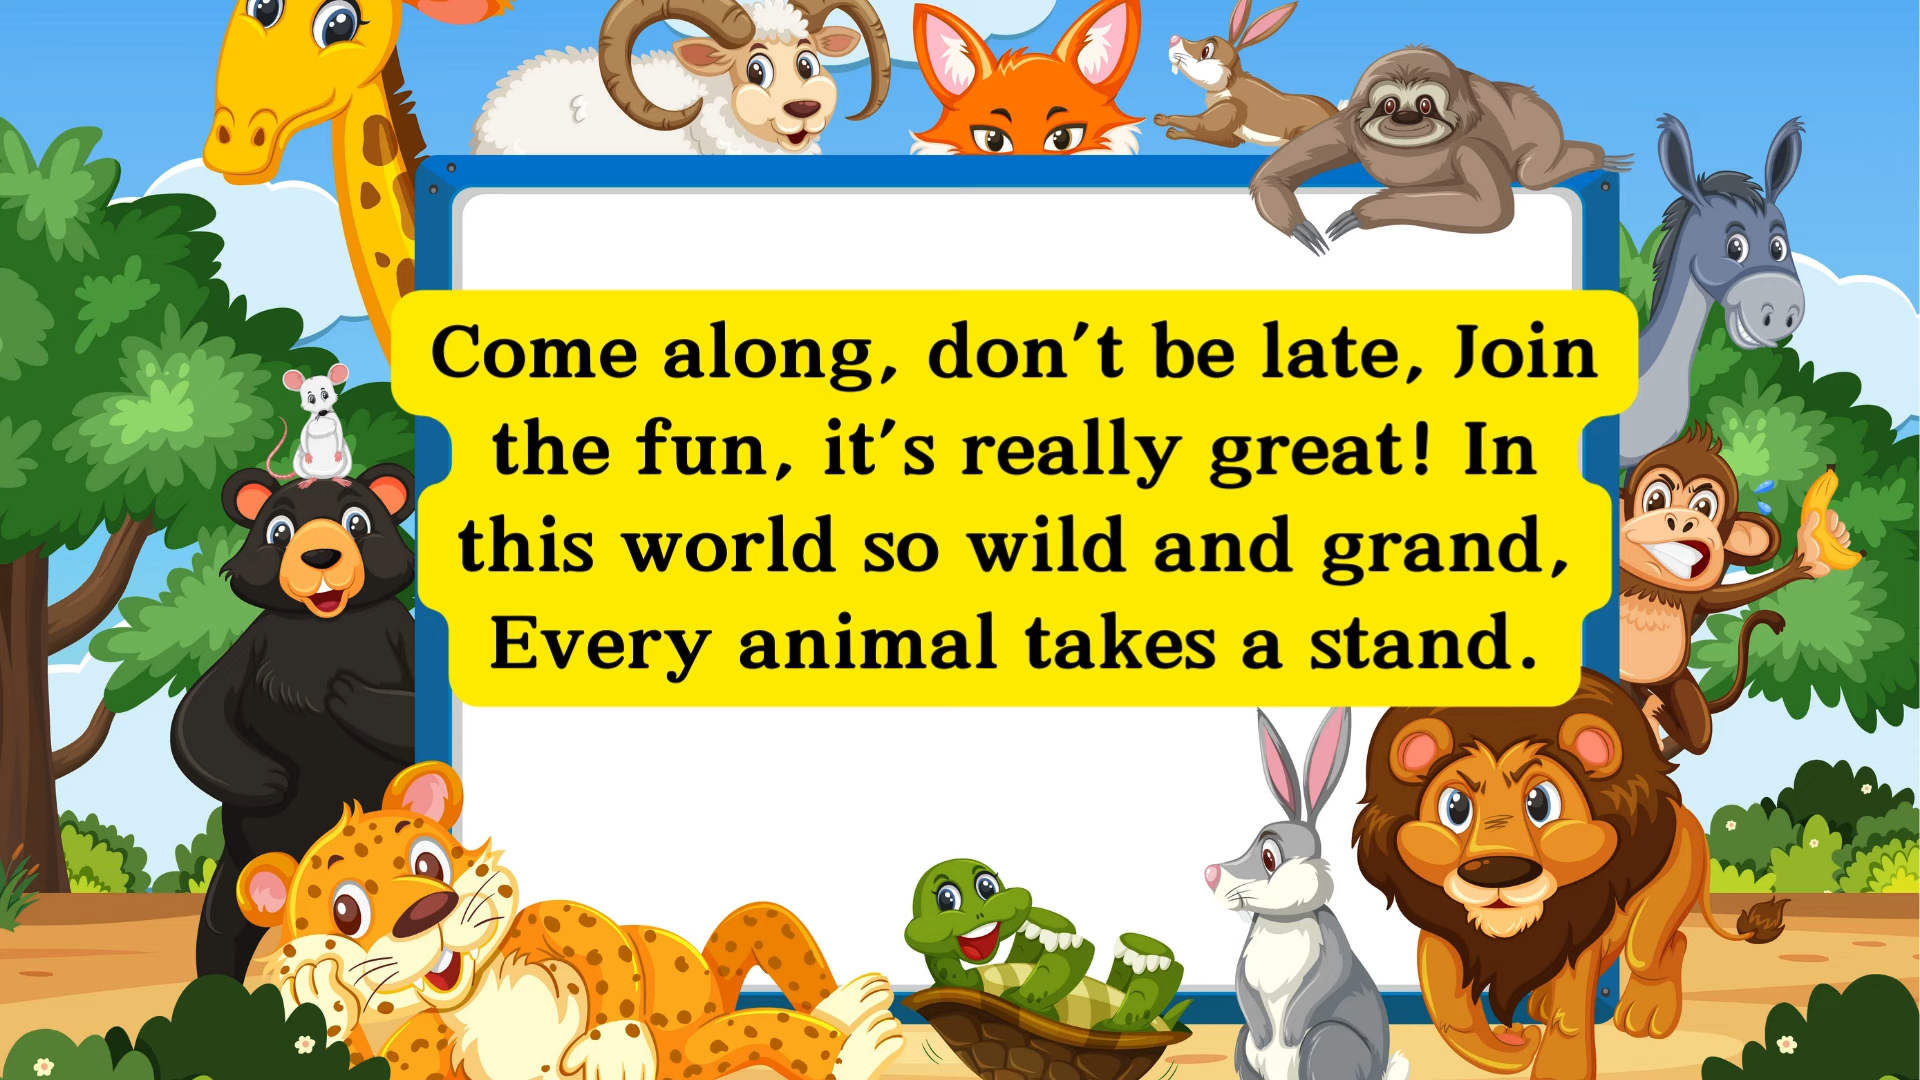 Come along, don't be late, Join
the fun, it's really great! In
this world so wild and grand,
Every animal takes a stand.